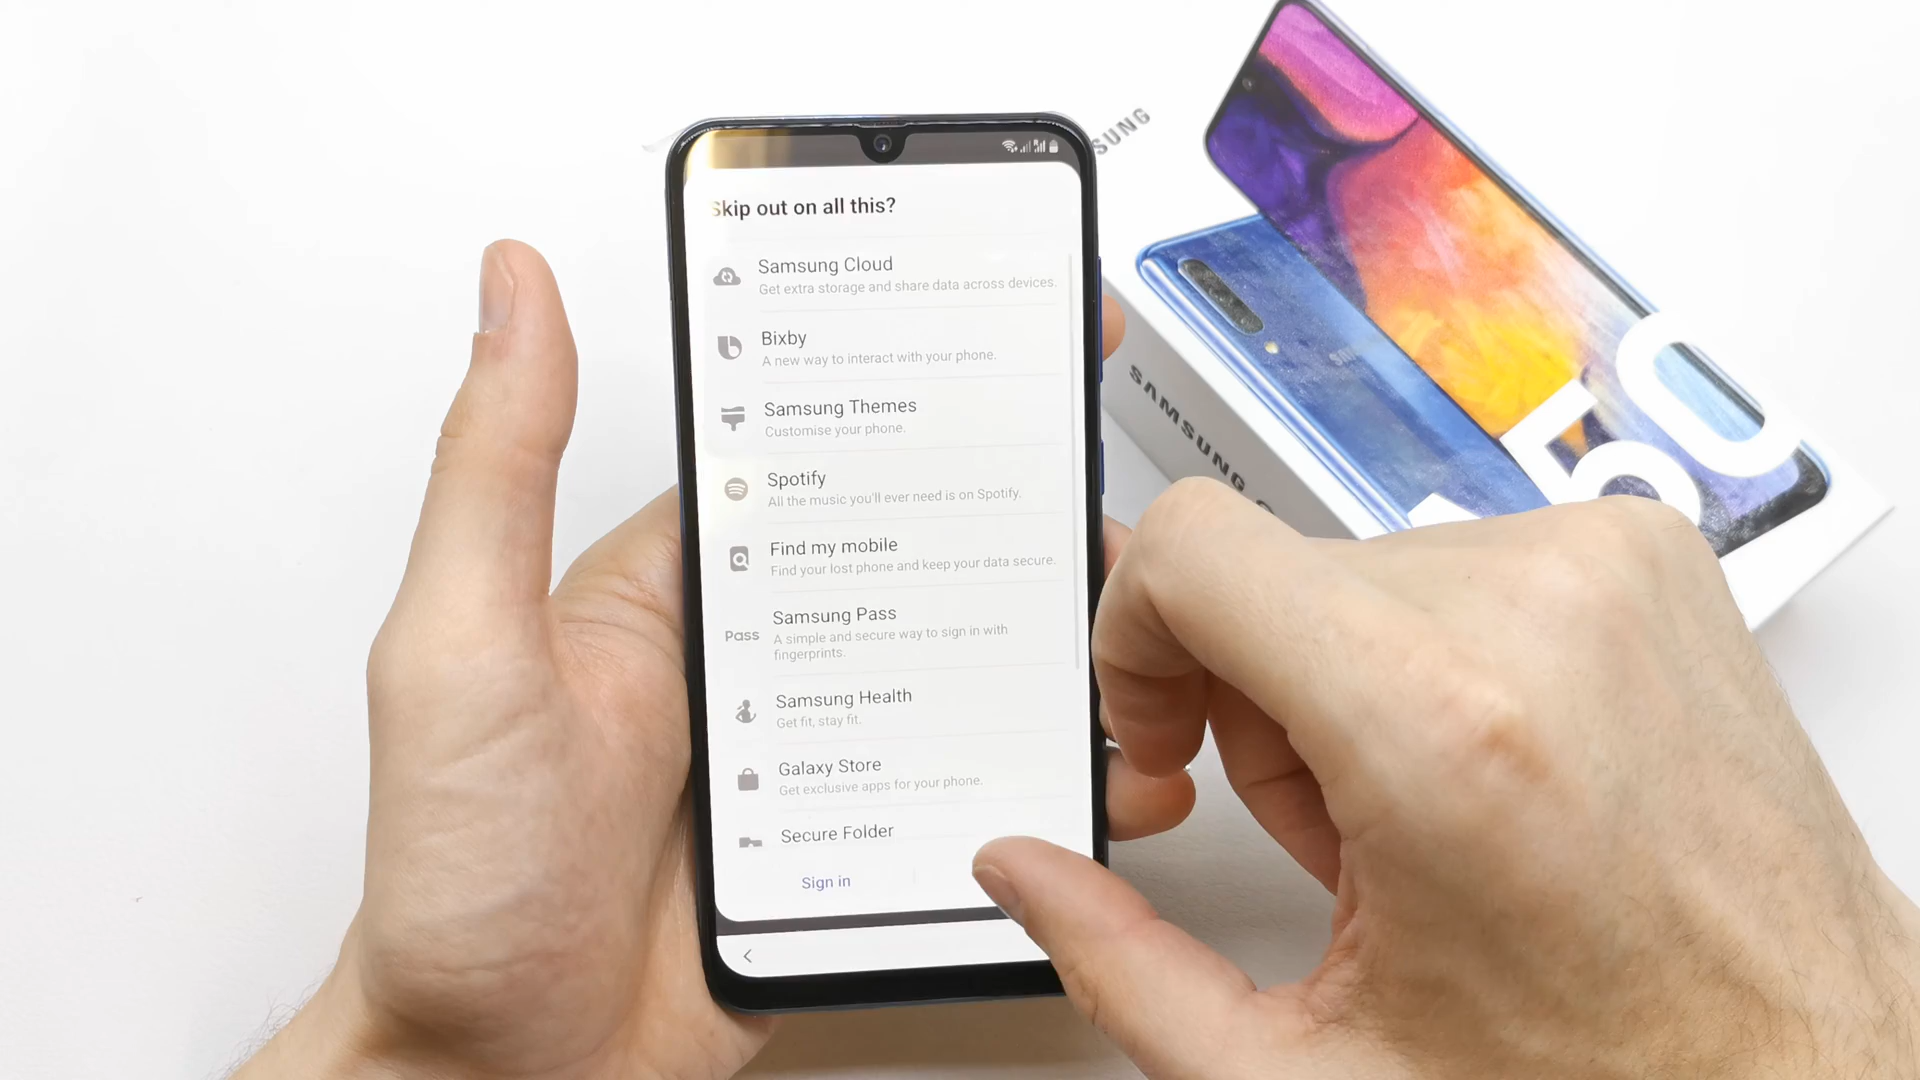 Skip out on all this?
Samsung Cloud
Get extra storage and share data across devices.
Bixby
A new way to interact with your phone.
Samsung Themes
Customise your phone.
Spotify
All the music you'll ever need is on Spotify.
Find my mobile
Find your lost phone and keep your data secure.
Pass
Samsung Pass
A simple and secure way to sign in with
fingerprints.
Samsung Health
Get fit, stay fit.
Galaxy Store
Get exclusive apps for your phone.
Secure Folder
Sign in
SUNG
SAMSUNG
50